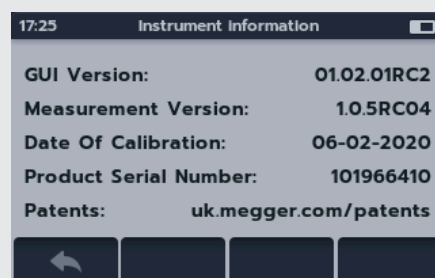 17:25 Instrument Information
GUI Version: 01.02.01RC2
Measurement Version: 1.0.5RC04
Date Of Calibration: 06-02-2020
Product Serial Number: 101966410
Patents: uk.megger.com/patents